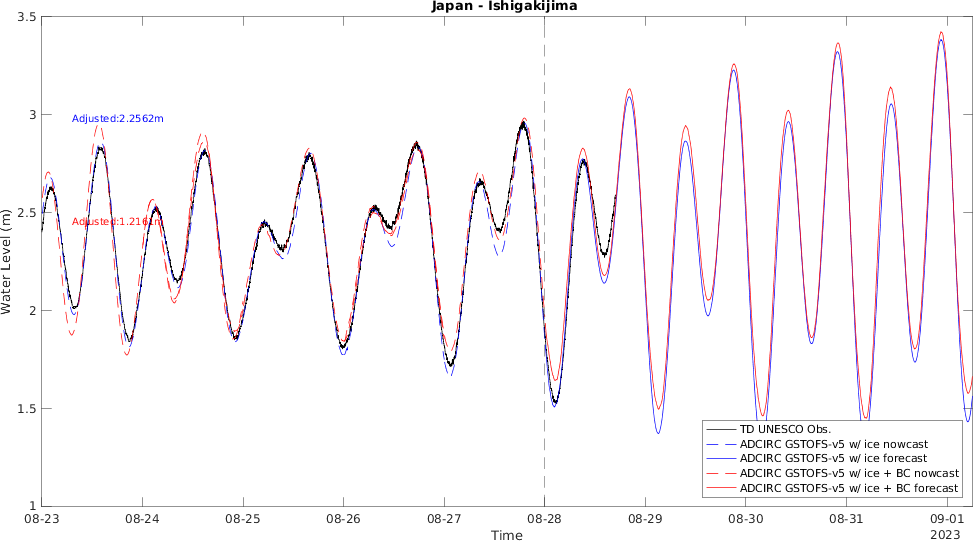 Japan - Ishigakijima
3.5
3
2.5
2
1.5
1
Water Level (m)
Adjusted:2.2562m
Adjusted:1.2161m
TD UNESCO Obs.
ADCIRC GSTOFS-v5 w/ ice nowcast
ADCIRC GSTOFS-v5 w/ ice forecast
ADCIRC GSTOFS-v5 w/ ice + BC nowcast
ADCIRC GSTOFS-v5 w/ ice + BC forecast
08-23 08-24 08-25 08-26 08-27 08-28 08-29 08-30 08-31 09-01
Time 2023